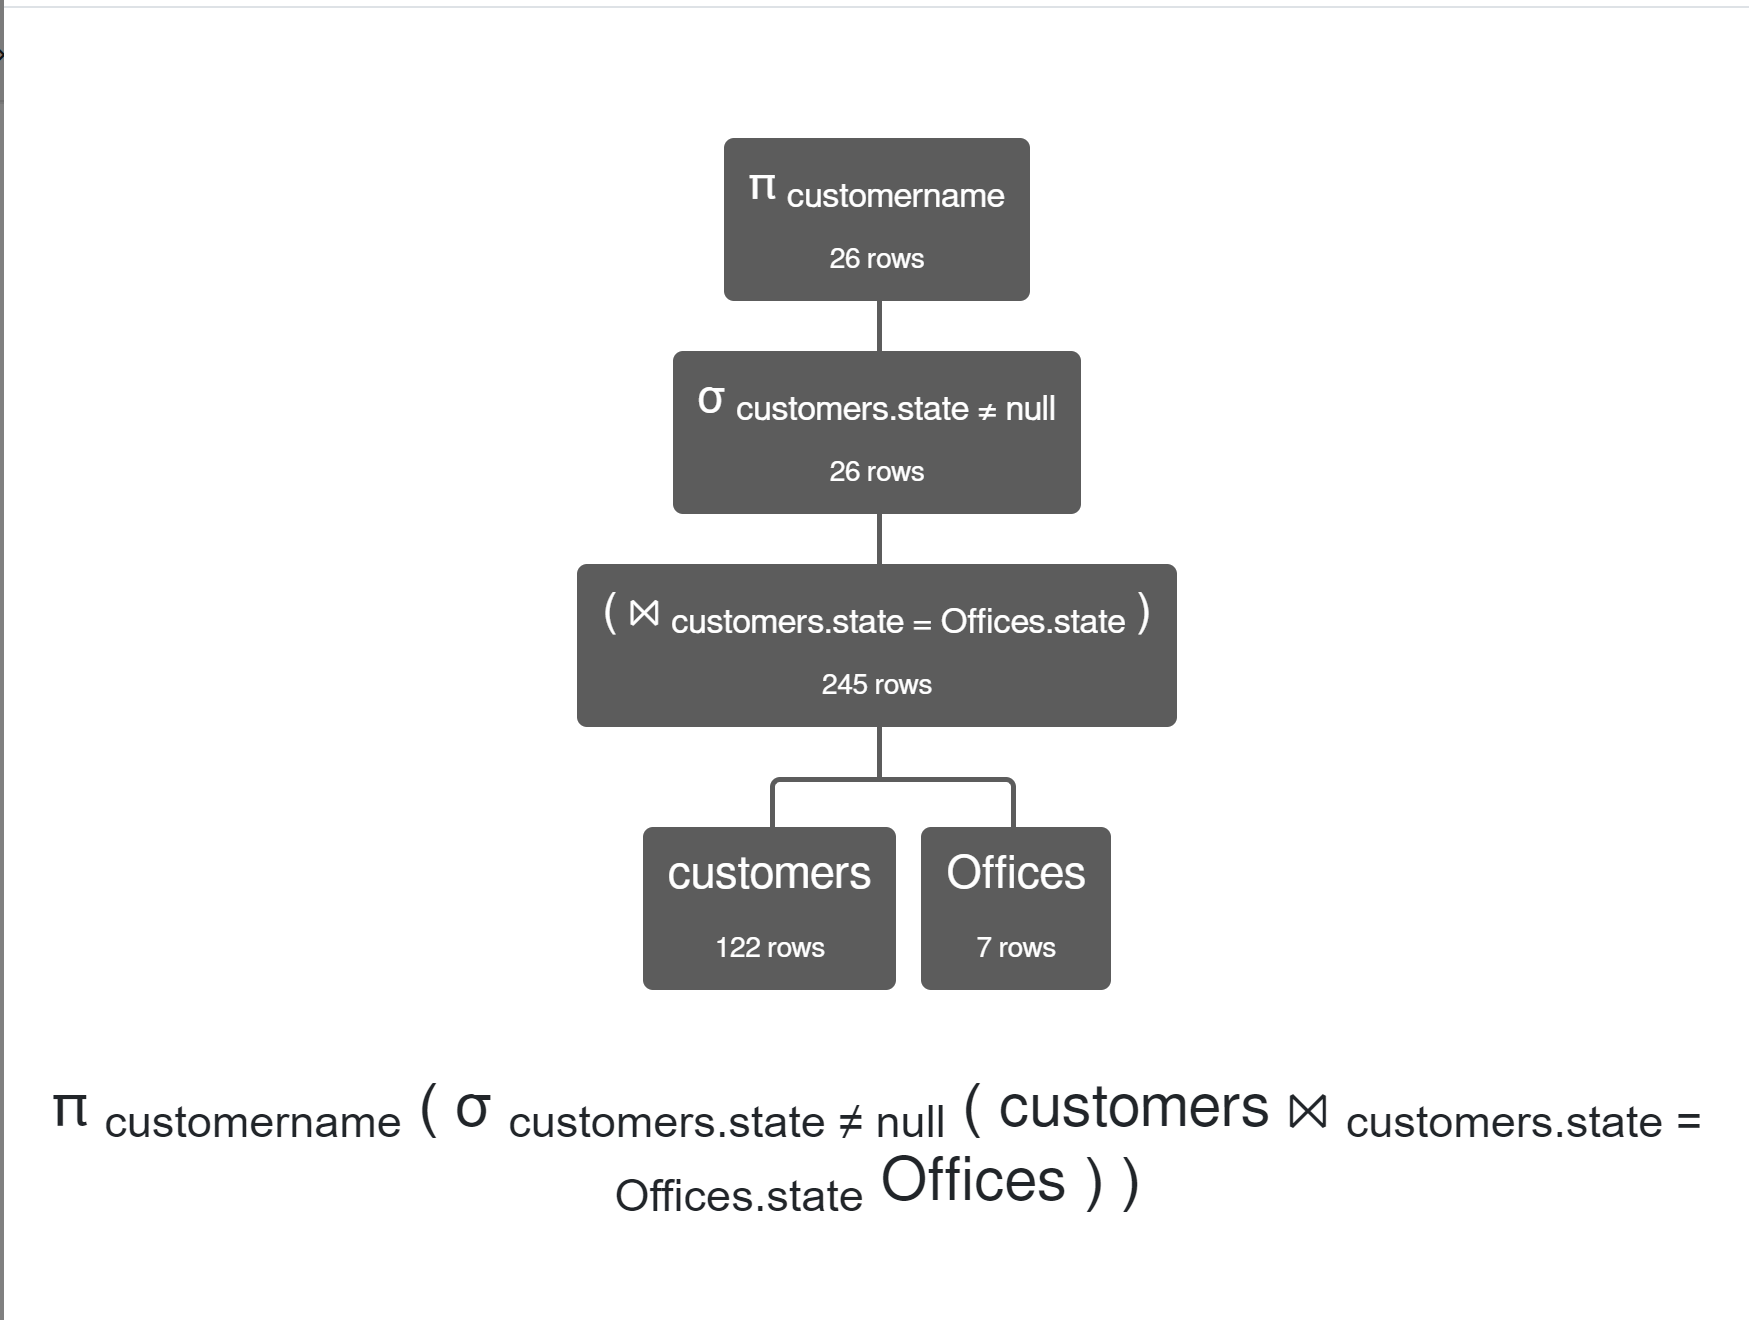 π customername
26 rows
σ customers.state ≠ null
26 rows
( ⨝ customers.state = Offices.state )
245 rows
customers
122 rows
Offices
7 rows
π customername ( σ customers.state ≠ null ( customers ⨝ customers.state =
Offices.state Offices ) )